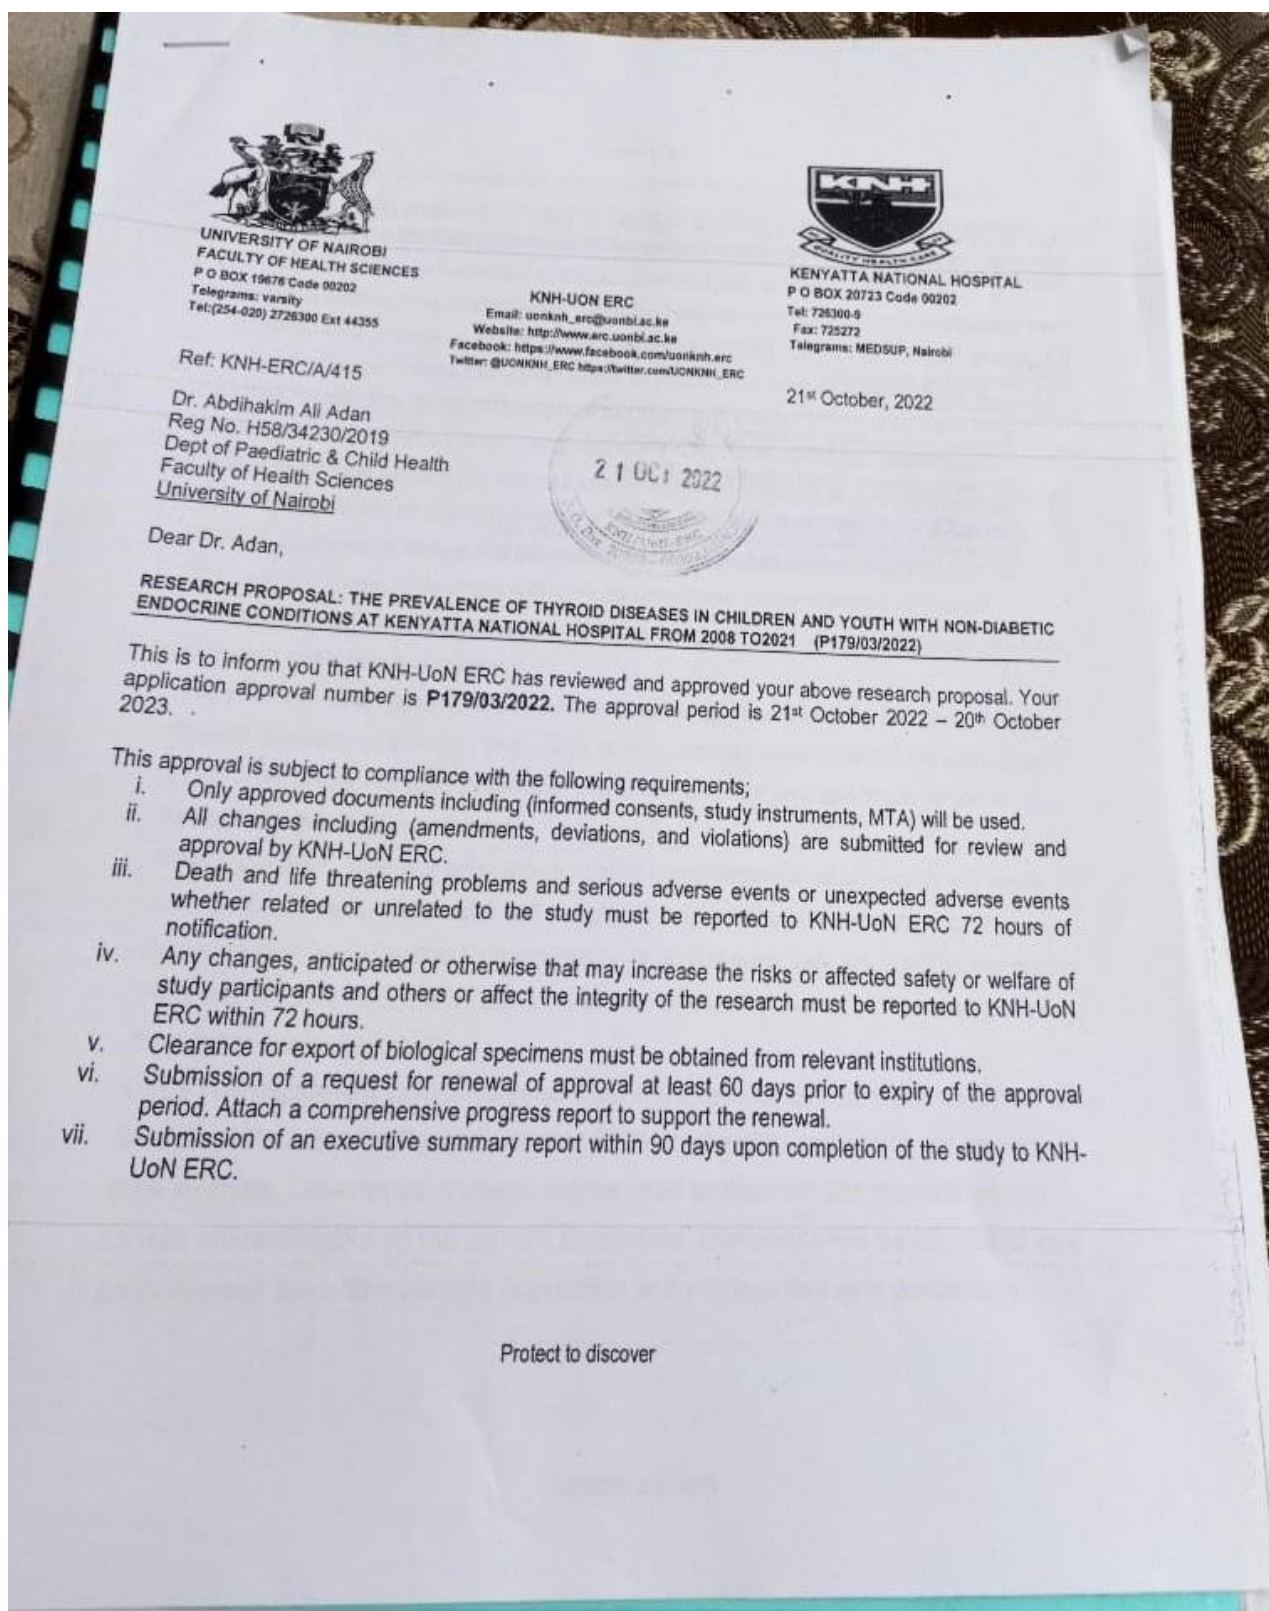 KNH
QUALITY HEALTH CARE
UNIVERSITY OF NAIROBI
FACULTY OF HEALTH SCIENCES
P O BOX 19676 Code 00202
Telegrams: varsity
Tel:(254-020) 2726300 Ext 44355
KNH-UON ERC
Email: uonknh_erc@uonbi.ac.ke
Website: http://www.erc.uonbi.ac.ke
Facebook: https://www.facebook.com/uonknh.erc
Twitter: @UONKNH_ERC https://twitter.com/UONKNH_ERC
KENYATTA NATIONAL HOSPITAL
P O BOX 20723 Code 00202
Tel: 726300-9
Fax: 725272
Telegrams: MEDSUP, Nairobi
Ref: KNH-ERC/A/415
21st October, 2022
Dr. Abdihakim Ali Adan
Reg No. H58/34230/2019
Dept of Paediatric & Child Health
Faculty of Health Sciences
University of Nairobi
21 OCT 2022
KNH/UoN-ERC
Dear Dr. Adan,
RESEARCH PROPOSAL: THE PREVALENCE OF THYROID DISEASES IN CHILDREN AND YOUTH WITH NON-DIABETIC
ENDOCRINE CONDITIONS AT KENYATTA NATIONAL HOSPITAL FROM 2008 TO2021 (P179/03/2022)
This is to inform you that KNH-UoN ERC has reviewed and approved your above research proposal. Your
application approval number is P179/03/2022. The approval period is 21st October 2022 – 20th October
2023. .
This approval is subject to compliance with the following requirements;
i. Only approved documents including (informed consents, study instruments, MTA) will be used.
ii. All changes including (amendments, deviations, and violations) are submitted for review and
approval by KNH-UoN ERC.
iii. Death and life threatening problems and serious adverse events or unexpected adverse events
whether related or unrelated to the study must be reported to KNH-UoN ERC 72 hours of
notification.
iv. Any changes, anticipated or otherwise that may increase the risks or affected safety or welfare of
study participants and others or affect the integrity of the research must be reported to KNH-UoN
ERC within 72 hours.
v. Clearance for export of biological specimens must be obtained from relevant institutions.
vi. Submission of a request for renewal of approval at least 60 days prior to expiry of the approval
period. Attach a comprehensive progress report to support the renewal.
vii. Submission of an executive summary report within 90 days upon completion of the study to KNH-
UoN ERC.
Protect to discover